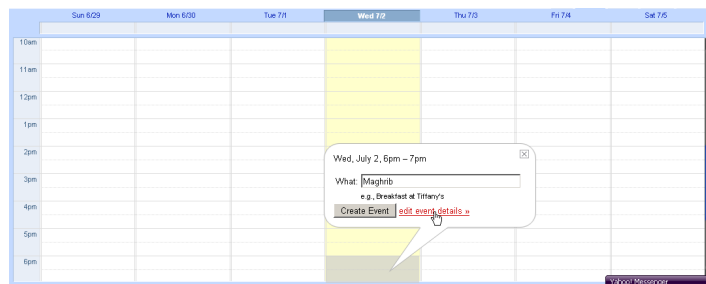 Sun 6/29 Mon 6/30 Tue 7/1 Wed 7/2 Thu 7/3 Fri 7/4 Sat 7/5
10am
11am
12pm
1pm
2pm
Wed, July 2, 6pm – 7pm
3pm
What: Maghrib
e.g., Breakfast at Tiffany's
4pm
Create Event edit event details »
5pm
6pm
Yahoo! Messenger